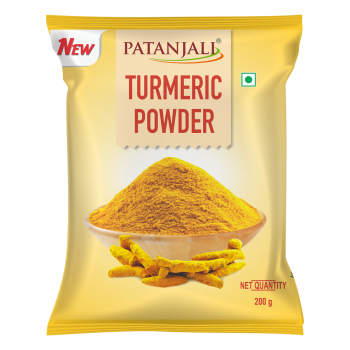 NEW
PATANJALI
TURMERIC
POWDER
NET QUANTITY
200 g